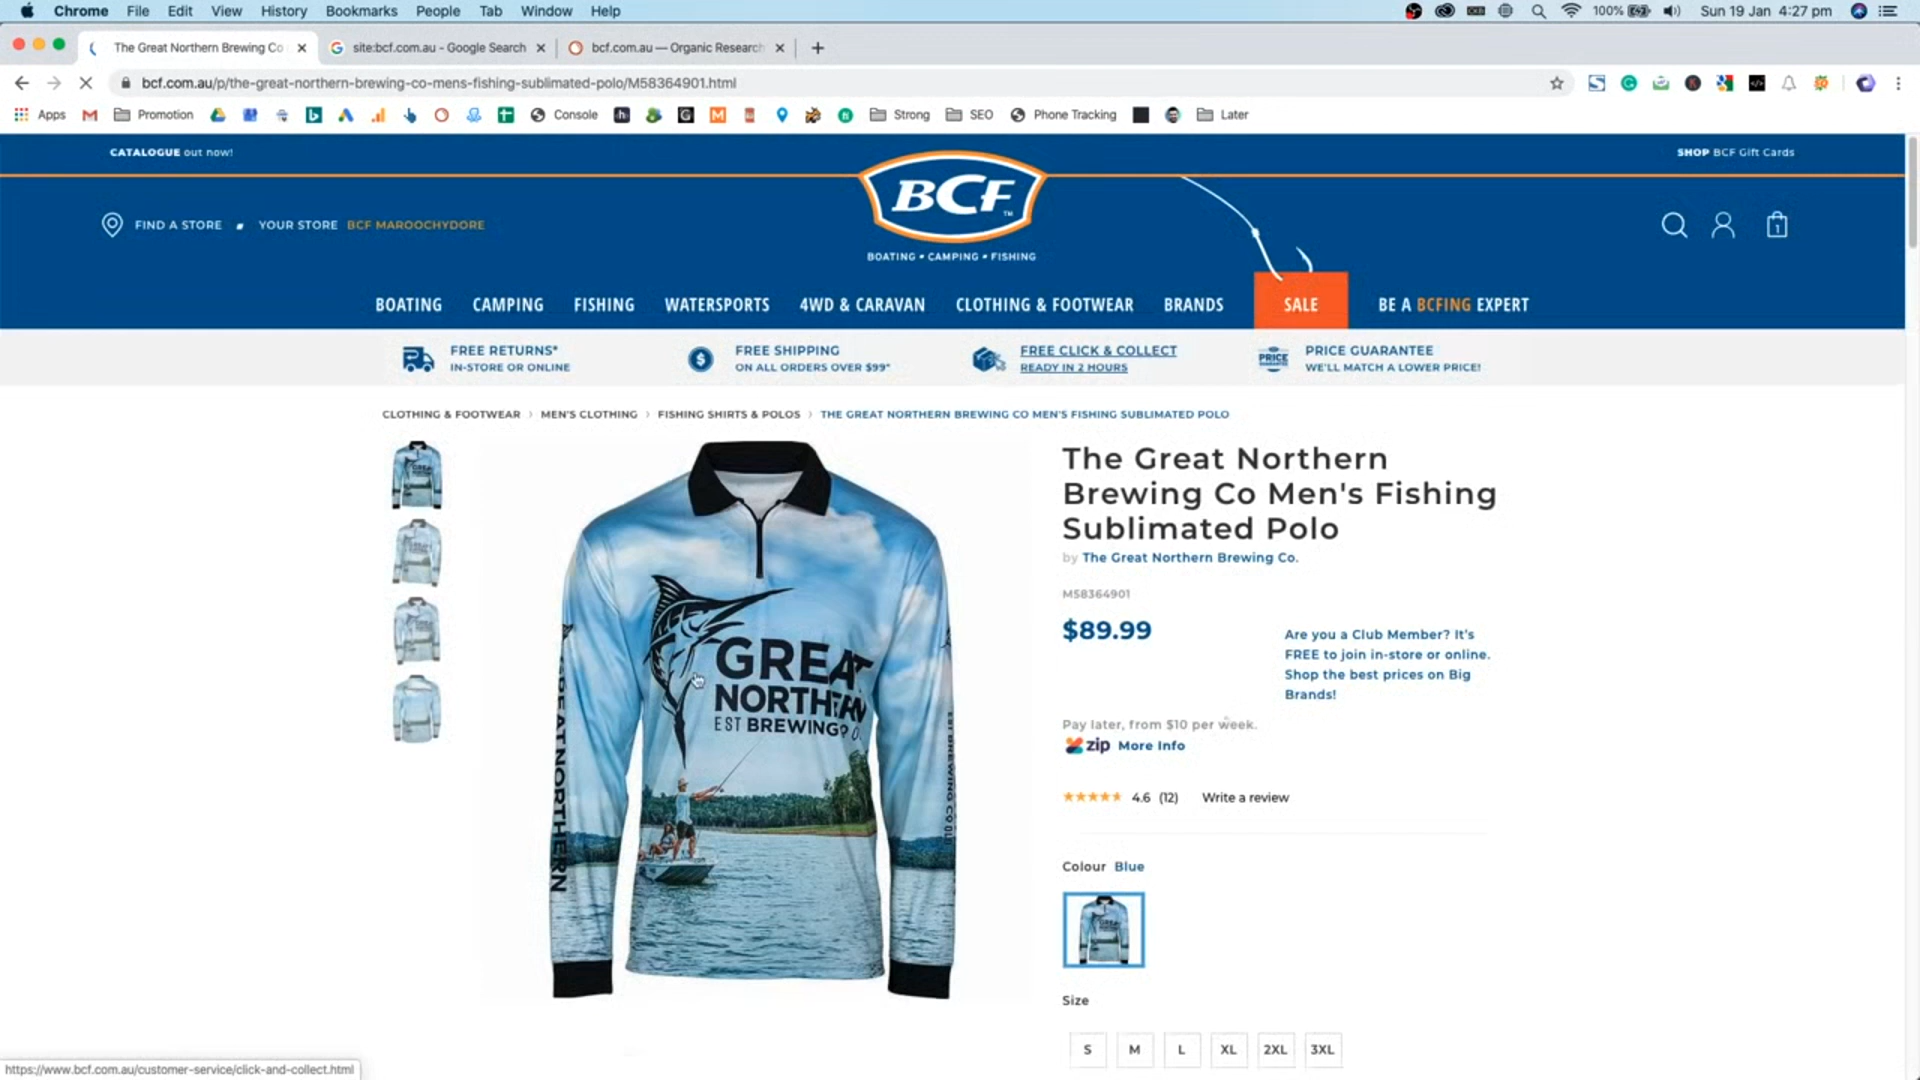 Chrome File Edit View History Bookmarks People Tab Window Help 100% Sun 19 Jan 4:27 pm
The Great Northern Brewing Co site:bcf.com.au - Google Search bcf.com.au — Organic Research
bcf.com.au/p/the-great-northern-brewing-co-mens-fishing-sublimated-polo/M58364901.html
Apps Promotion Console Strong SEO Phone Tracking Later
CATALOGUE out now! SHOP BCF Gift Cards
BCF TM
FIND A STORE YOUR STORE BCF MAROOCHYDORE 1
BOATING • CAMPING • FISHING
BOATING CAMPING FISHING WATERSPORTS 4WD & CARAVAN CLOTHING & FOOTWEAR BRANDS SALE BE A BCFING EXPERT
FREE RETURNS* FREE SHIPPING FREE CLICK & COLLECT PRICE GUARANTEE
IN-STORE OR ONLINE $ ON ALL ORDERS OVER $99* READY IN 2 HOURS PRICE WE'LL MATCH A LOWER PRICE!
CLOTHING & FOOTWEAR › MEN'S CLOTHING › FISHING SHIRTS & POLOS › THE GREAT NORTHERN BREWING CO MEN'S FISHING SUBLIMATED POLO
The Great Northern
Brewing Co Men's Fishing
Sublimated Polo
by The Great Northern Brewing Co.
M58364901
$89.99
Are you a Club Member? It's
FREE to join in-store or online.
Shop the best prices on Big
Brands!
Pay later, from $10 per week.
zip More Info
4.6 (12) Write a review
Colour Blue
Size
S M L XL 2XL 3XL
GREAT
NORTHERN
EST BREWING CO
GREAT NORTHERN
https://www.bcf.com.au/customer-service/click-and-collect.html